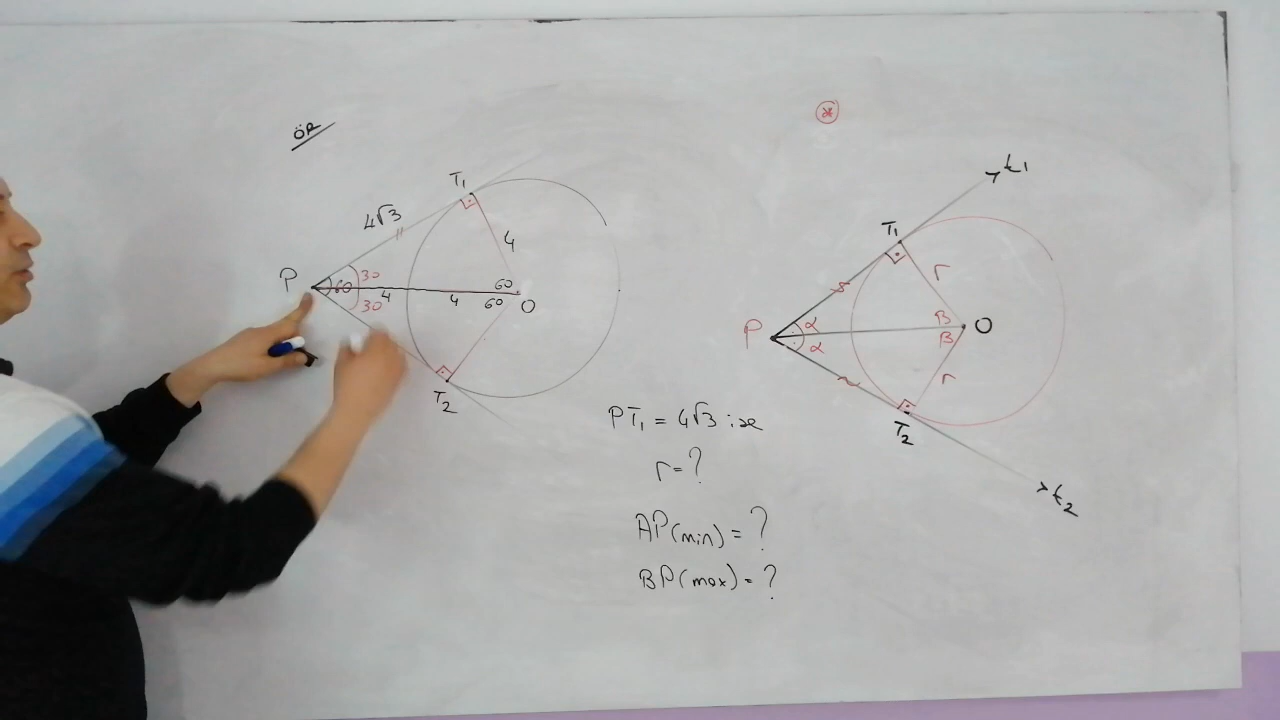 ÖR
T1
4√3
4
P
60
30
30
4
4
60
60
O
T2
PT1 = 4√3 ise
r = ?
AP(min) = ?
BP(max) = ?
*
t1
T1
r
P
α
α
β
β
O
r
T2
t2